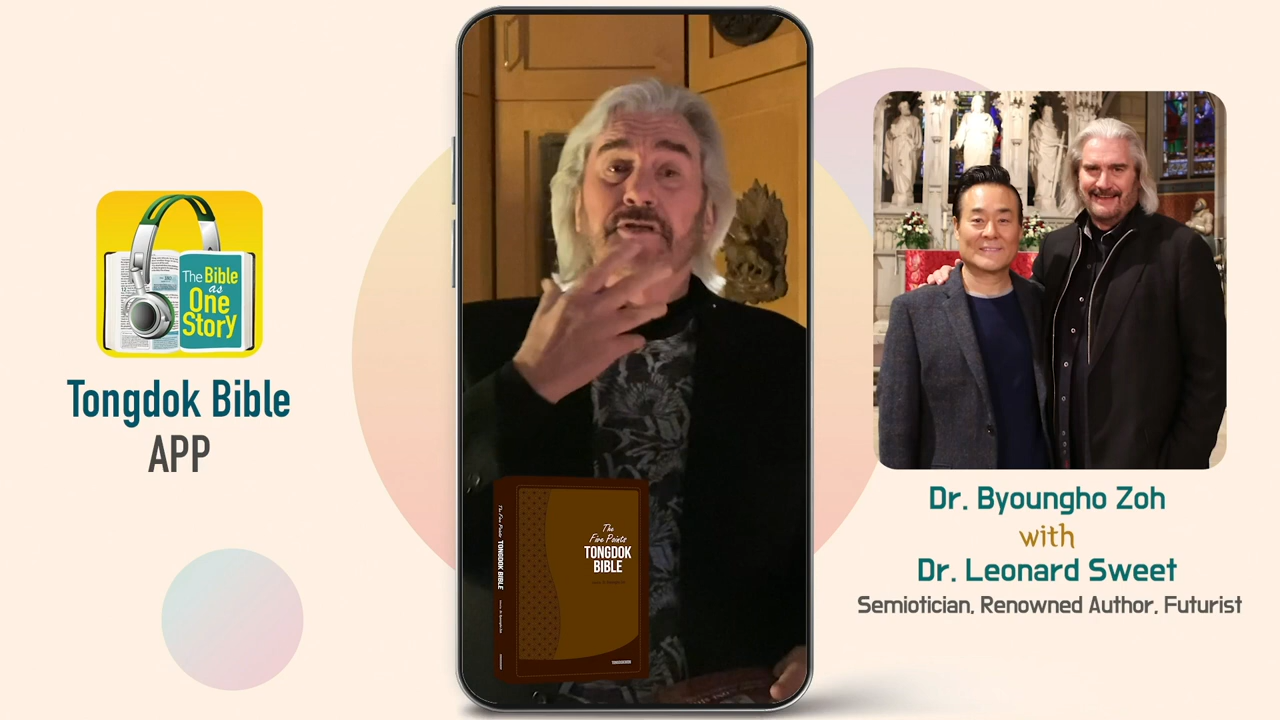 The Bible
as
One
Story
Tongdok Bible
APP
The Five Points
TONGDOK BIBLE
The
Five Points
TONGDOK
BIBLE
Dr. Byoungho Zoh
with
Dr. Leonard Sweet
Semiotician, Renowned Author, Futurist